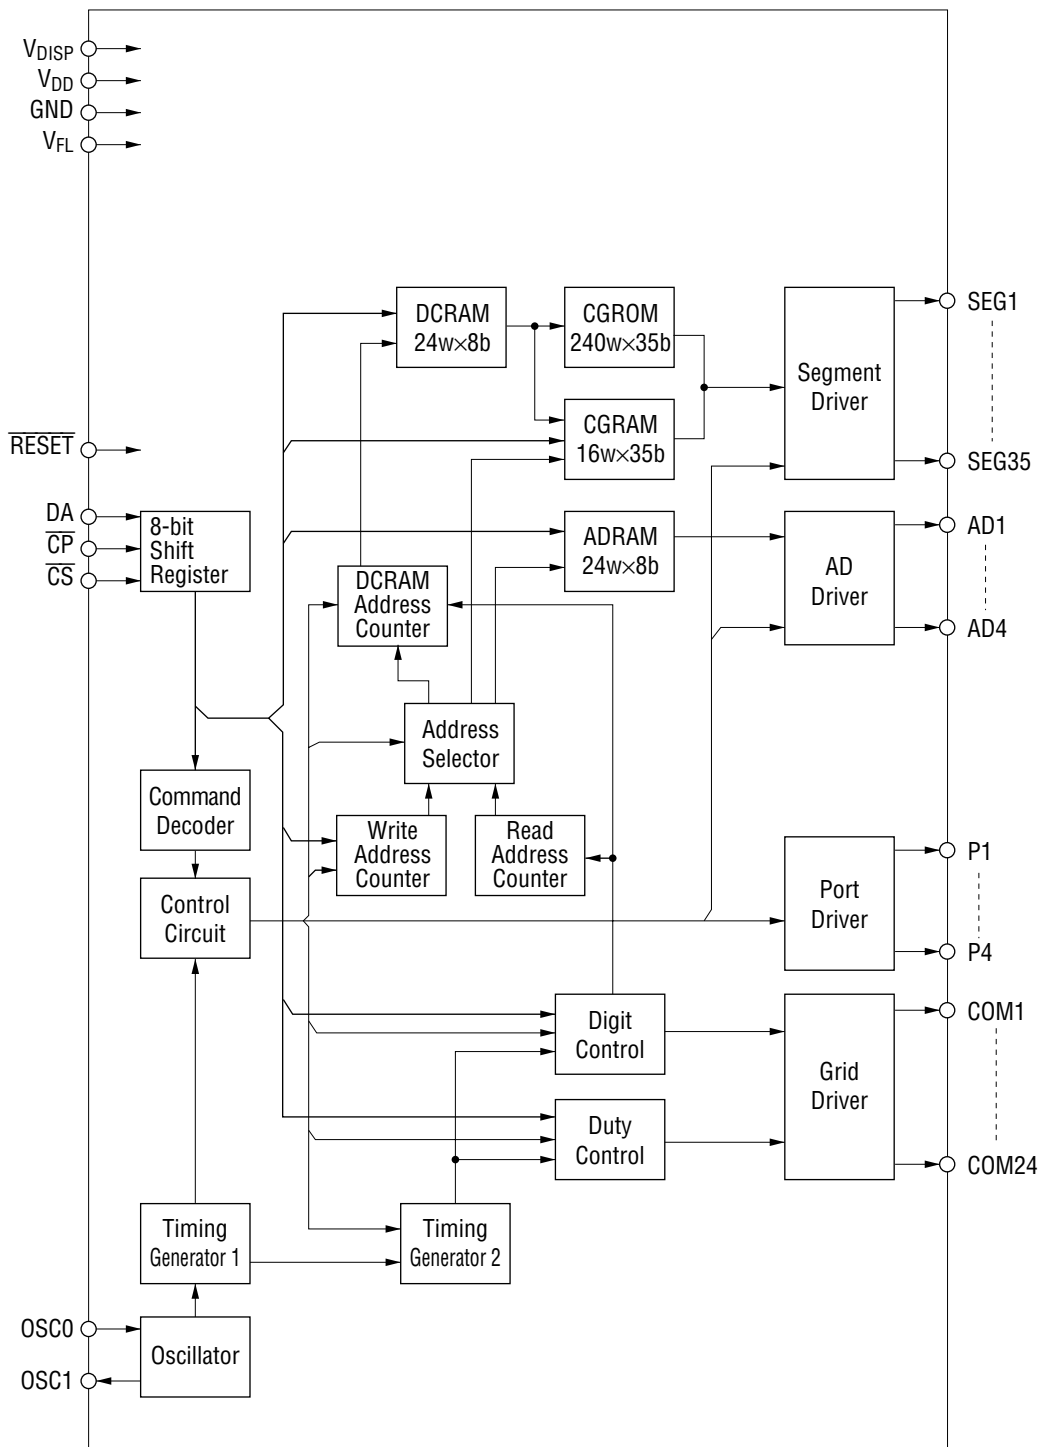 VDISP
VDD
GND
VFL
RESET
DA
CP
CS
8-bit
Shift
Register
DCRAM
24w×8b
CGROM
240w×35b
CGRAM
16w×35b
Segment
Driver
SEG1
SEG35
ADRAM
24w×8b
AD
Driver
AD1
AD4
DCRAM
Address
Counter
Address
Selector
Command
Decoder
Write
Address
Counter
Read
Address
Counter
Control
Circuit
Port
Driver
P1
P4
Digit
Control
Duty
Control
Grid
Driver
COM1
COM24
Timing
Generator 1
Timing
Generator 2
OSC0
OSC1
Oscillator